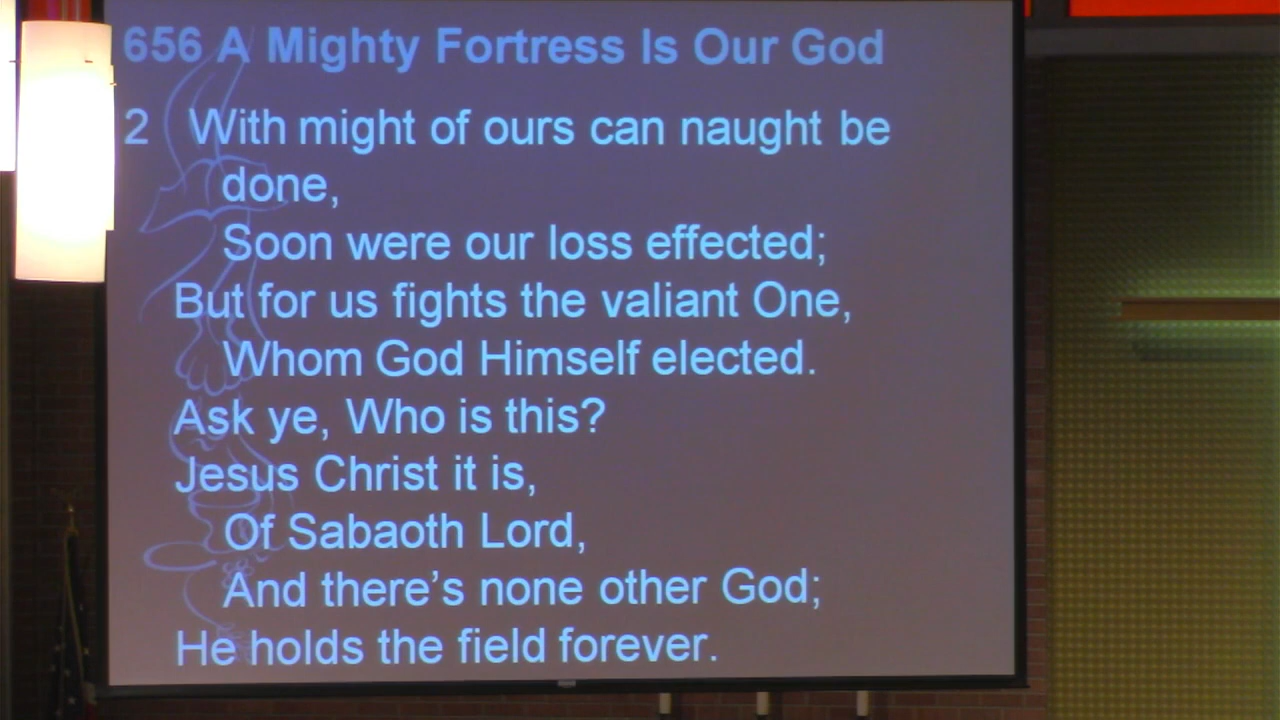 656 A Mighty Fortress Is Our God
2 With might of ours can naught be
done,
Soon were our loss effected;
But for us fights the valiant One,
Whom God Himself elected.
Ask ye, Who is this?
Jesus Christ it is,
Of Sabaoth Lord,
And there’s none other God;
He holds the field forever.